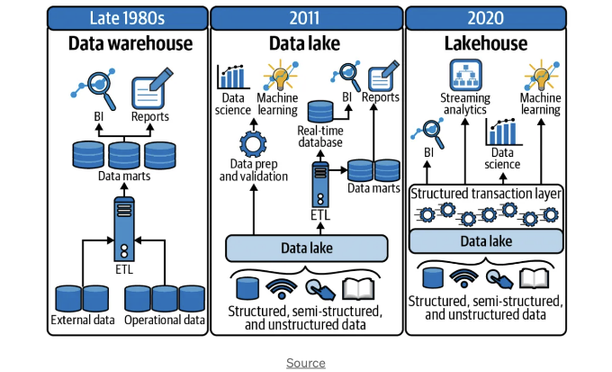 Late 1980s
Data warehouse
BI
Reports
Data marts
ETL
External data
Operational data
2011
Data lake
Data
science
Machine
learning
BI
Reports
Real-time
database
Data prep
and validation
Data marts
ETL
Data lake
Structured, semi-structured,
and unstructured data
2020
Lakehouse
Streaming
analytics
Machine
learning
BI
Data
science
Structured transaction layer
Data lake
Structured, semi-structured,
and unstructured data
Source